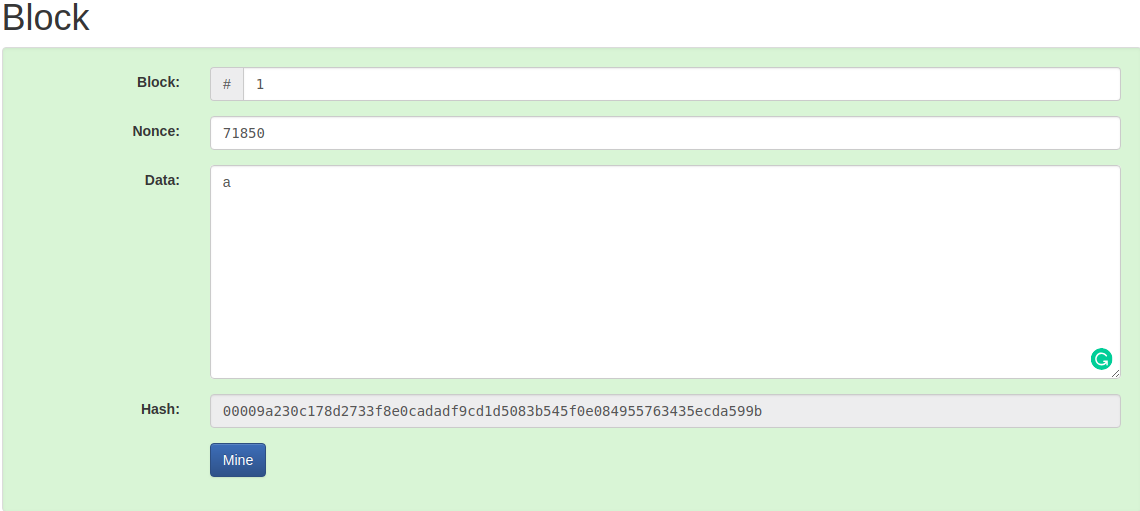 Block
Block: # 1
Nonce: 71850
Data: a
Hash: 00009a230c178d2733f8e0cadadf9cd1d5083b545f0e084955763435ecda599b
Mine